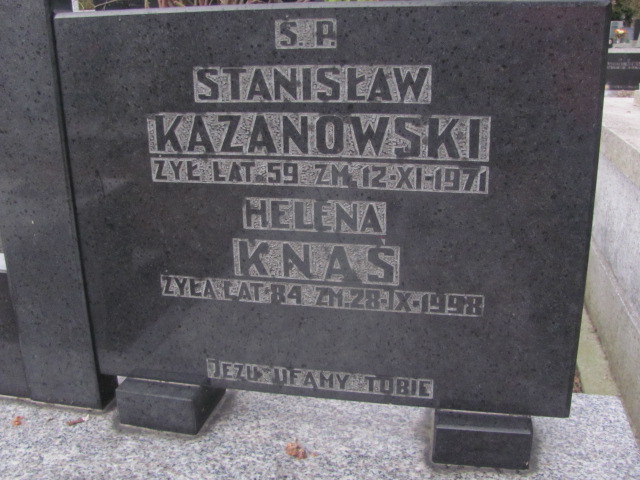 Ś. P.
STANISŁAW
KAZANOWSKI
ŻYŁ LAT 59 ZM. 12-XI-1971
HELENA
KNAŚ
ŻYŁA LAT 84 ZM. 28-IX-1998
JEZU UFAMY TOBIE